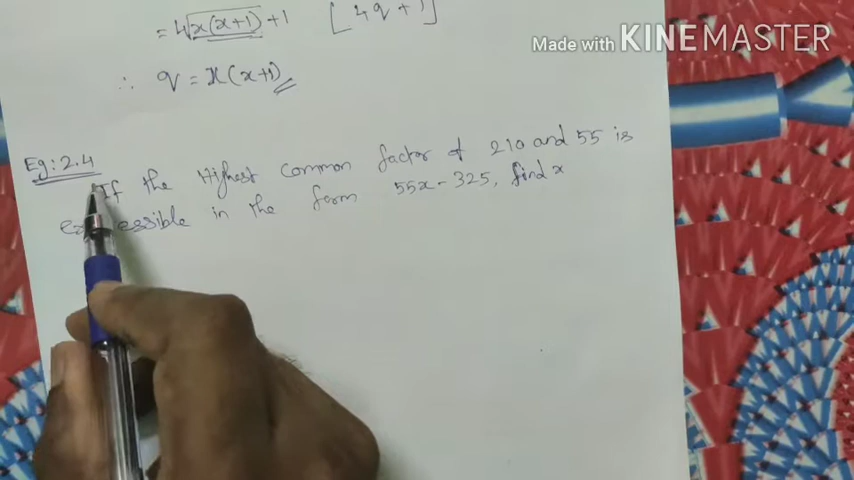 = 4√x(x+1) +1 [4q+1]
Made with KINEMASTER
∴ q = x(x+1)
Eg: 2.4
If the Highest common factor of 210 and 55 is
expressible in the form 55x - 325, find x